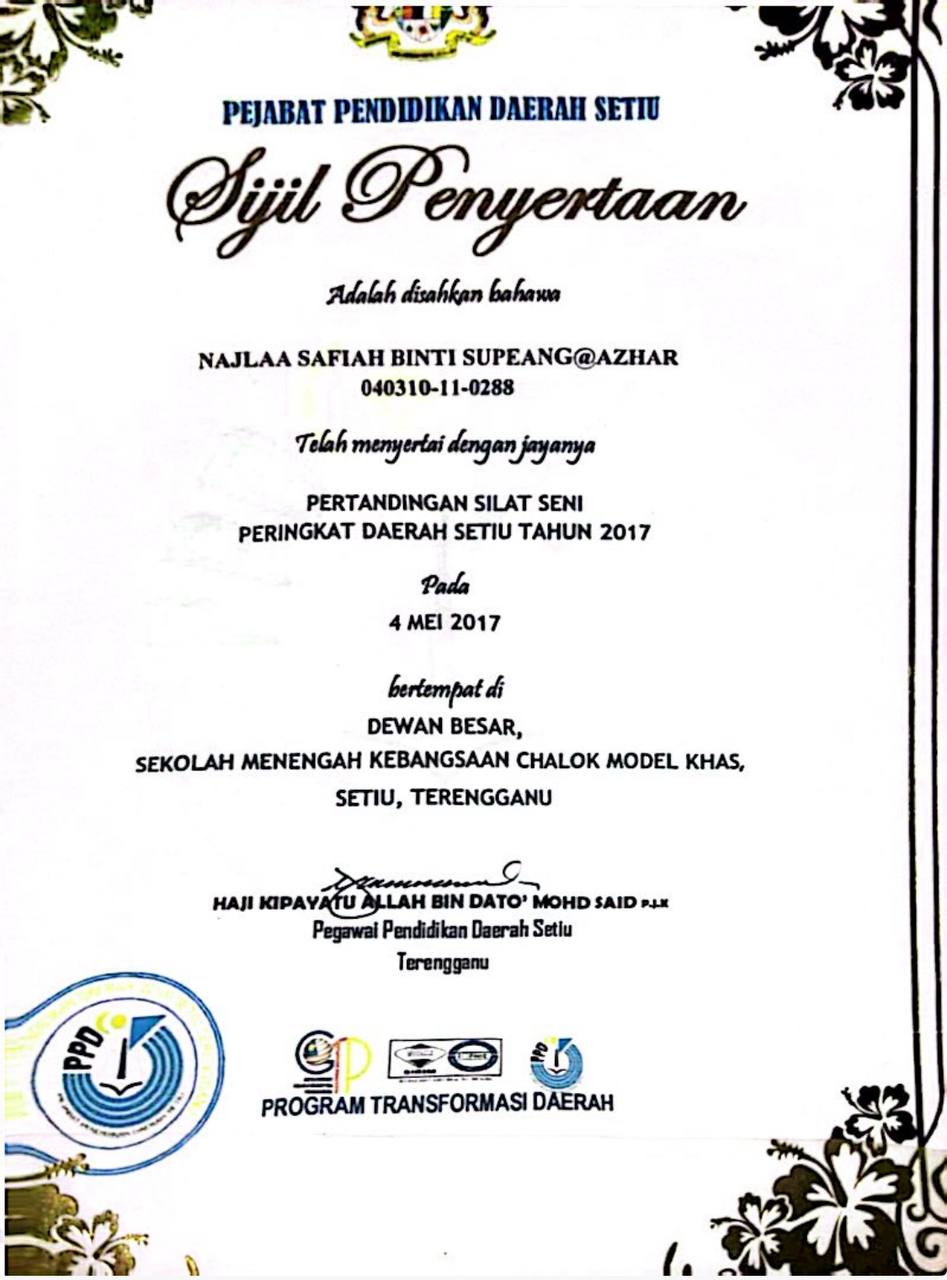 PEJABAT PENDIDIKAN DAERAH SETIU
Sijil Penyertaan
Adalah disahkan bahawa
NAJLAA SAFIAH BINTI SUPEANG@AZHAR
040310-11-0288
Telah menyertai dengan jayanya
PERTANDINGAN SILAT SENI
PERINGKAT DAERAH SETIU TAHUN 2017
Pada
4 MEI 2017
bertempat di
DEWAN BESAR,
SEKOLAH MENENGAH KEBANGSAAN CHALOK MODEL KHAS,
SETIU, TERENGGANU
HAJI KIPAYATU ALLAH BIN DATO' MOHD SAID P.J.K
Pegawai Pendidikan Daerah Setiu
Terengganu
PPD
PPD
PROGRAM TRANSFORMASI DAERAH